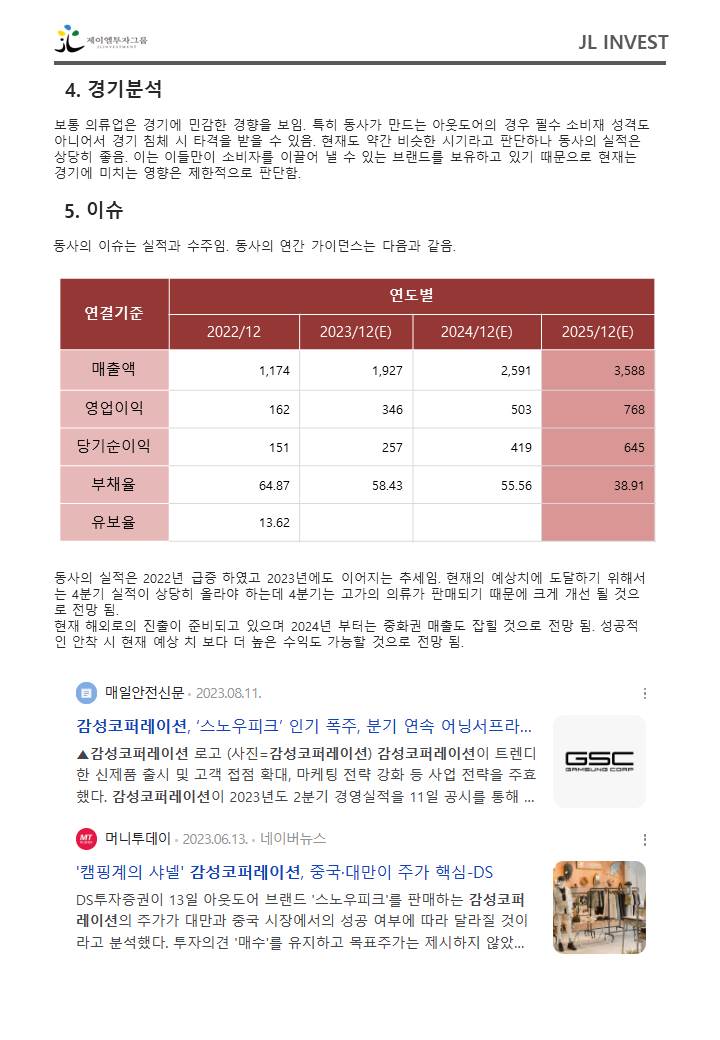 제이엘투자그룹
JLINVESTMENT
JL INVEST
4. 경기분석
보통 의류업은 경기에 민감한 경향을 보임. 특히 동사가 만드는 아웃도어의 경우 필수 소비재 성격도
아니어서 경기 침체 시 타격을 받을 수 있음. 현재도 약간 비슷한 시기라고 판단하나 동사의 실적은
상당히 좋음. 이는 이들만이 소비자를 이끌어 낼 수 있는 브랜드를 보유하고 있기 때문으로 현재는
경기에 미치는 영향은 제한적으로 판단함.
5. 이슈
동사의 이슈는 실적과 수주임. 동사의 연간 가이던스는 다음과 같음.
연결기준 연도별
2022/12 2023/12(E) 2024/12(E) 2025/12(E)
매출액 1,174 1,927 2,591 3,588
영업이익 162 346 503 768
당기순이익 151 257 419 645
부채율 64.87 58.43 55.56 38.91
유보율 13.62
동사의 실적은 2022년 급증 하였고 2023년에도 이어지는 추세임. 현재의 예상치에 도달하기 위해서
는 4분기 실적이 상당히 올라야 하는데 4분기는 고가의 의류가 판매되기 때문에 크게 개선 될 것으
로 전망 됨.
현재 해외로의 진출이 준비되고 있으며 2024년 부터는 중화권 매출도 잡힐 것으로 전망 됨. 성공적
인 안착 시 현재 예상 치 보다 더 높은 수익도 가능할 것으로 전망 됨.
매일안전신문 · 2023.08.11.
감성코퍼레이션, ‘스노우피크’ 인기 폭주, 분기 연속 어닝서프라...
▲감성코퍼레이션 로고 (사진=감성코퍼레이션) 감성코퍼레이션이 트렌디
한 신제품 출시 및 고객 접점 확대, 마케팅 전략 강화 등 사업 전략을 주효
했다. 감성코퍼레이션이 2023년도 2분기 경영실적을 11일 공시를 통해 ...
GSC
GAMSUNG CORP
MT
머니투데이 · 2023.06.13. · 네이버뉴스
'캠핑계의 샤넬' 감성코퍼레이션, 중국·대만이 주가 핵심-DS
DS투자증권이 13일 아웃도어 브랜드 '스노우피크'를 판매하는 감성코퍼
레이션의 주가가 대만과 중국 시장에서의 성공 여부에 따라 달라질 것이
라고 분석했다. 투자의견 '매수'를 유지하고 목표주가는 제시하지 않았...